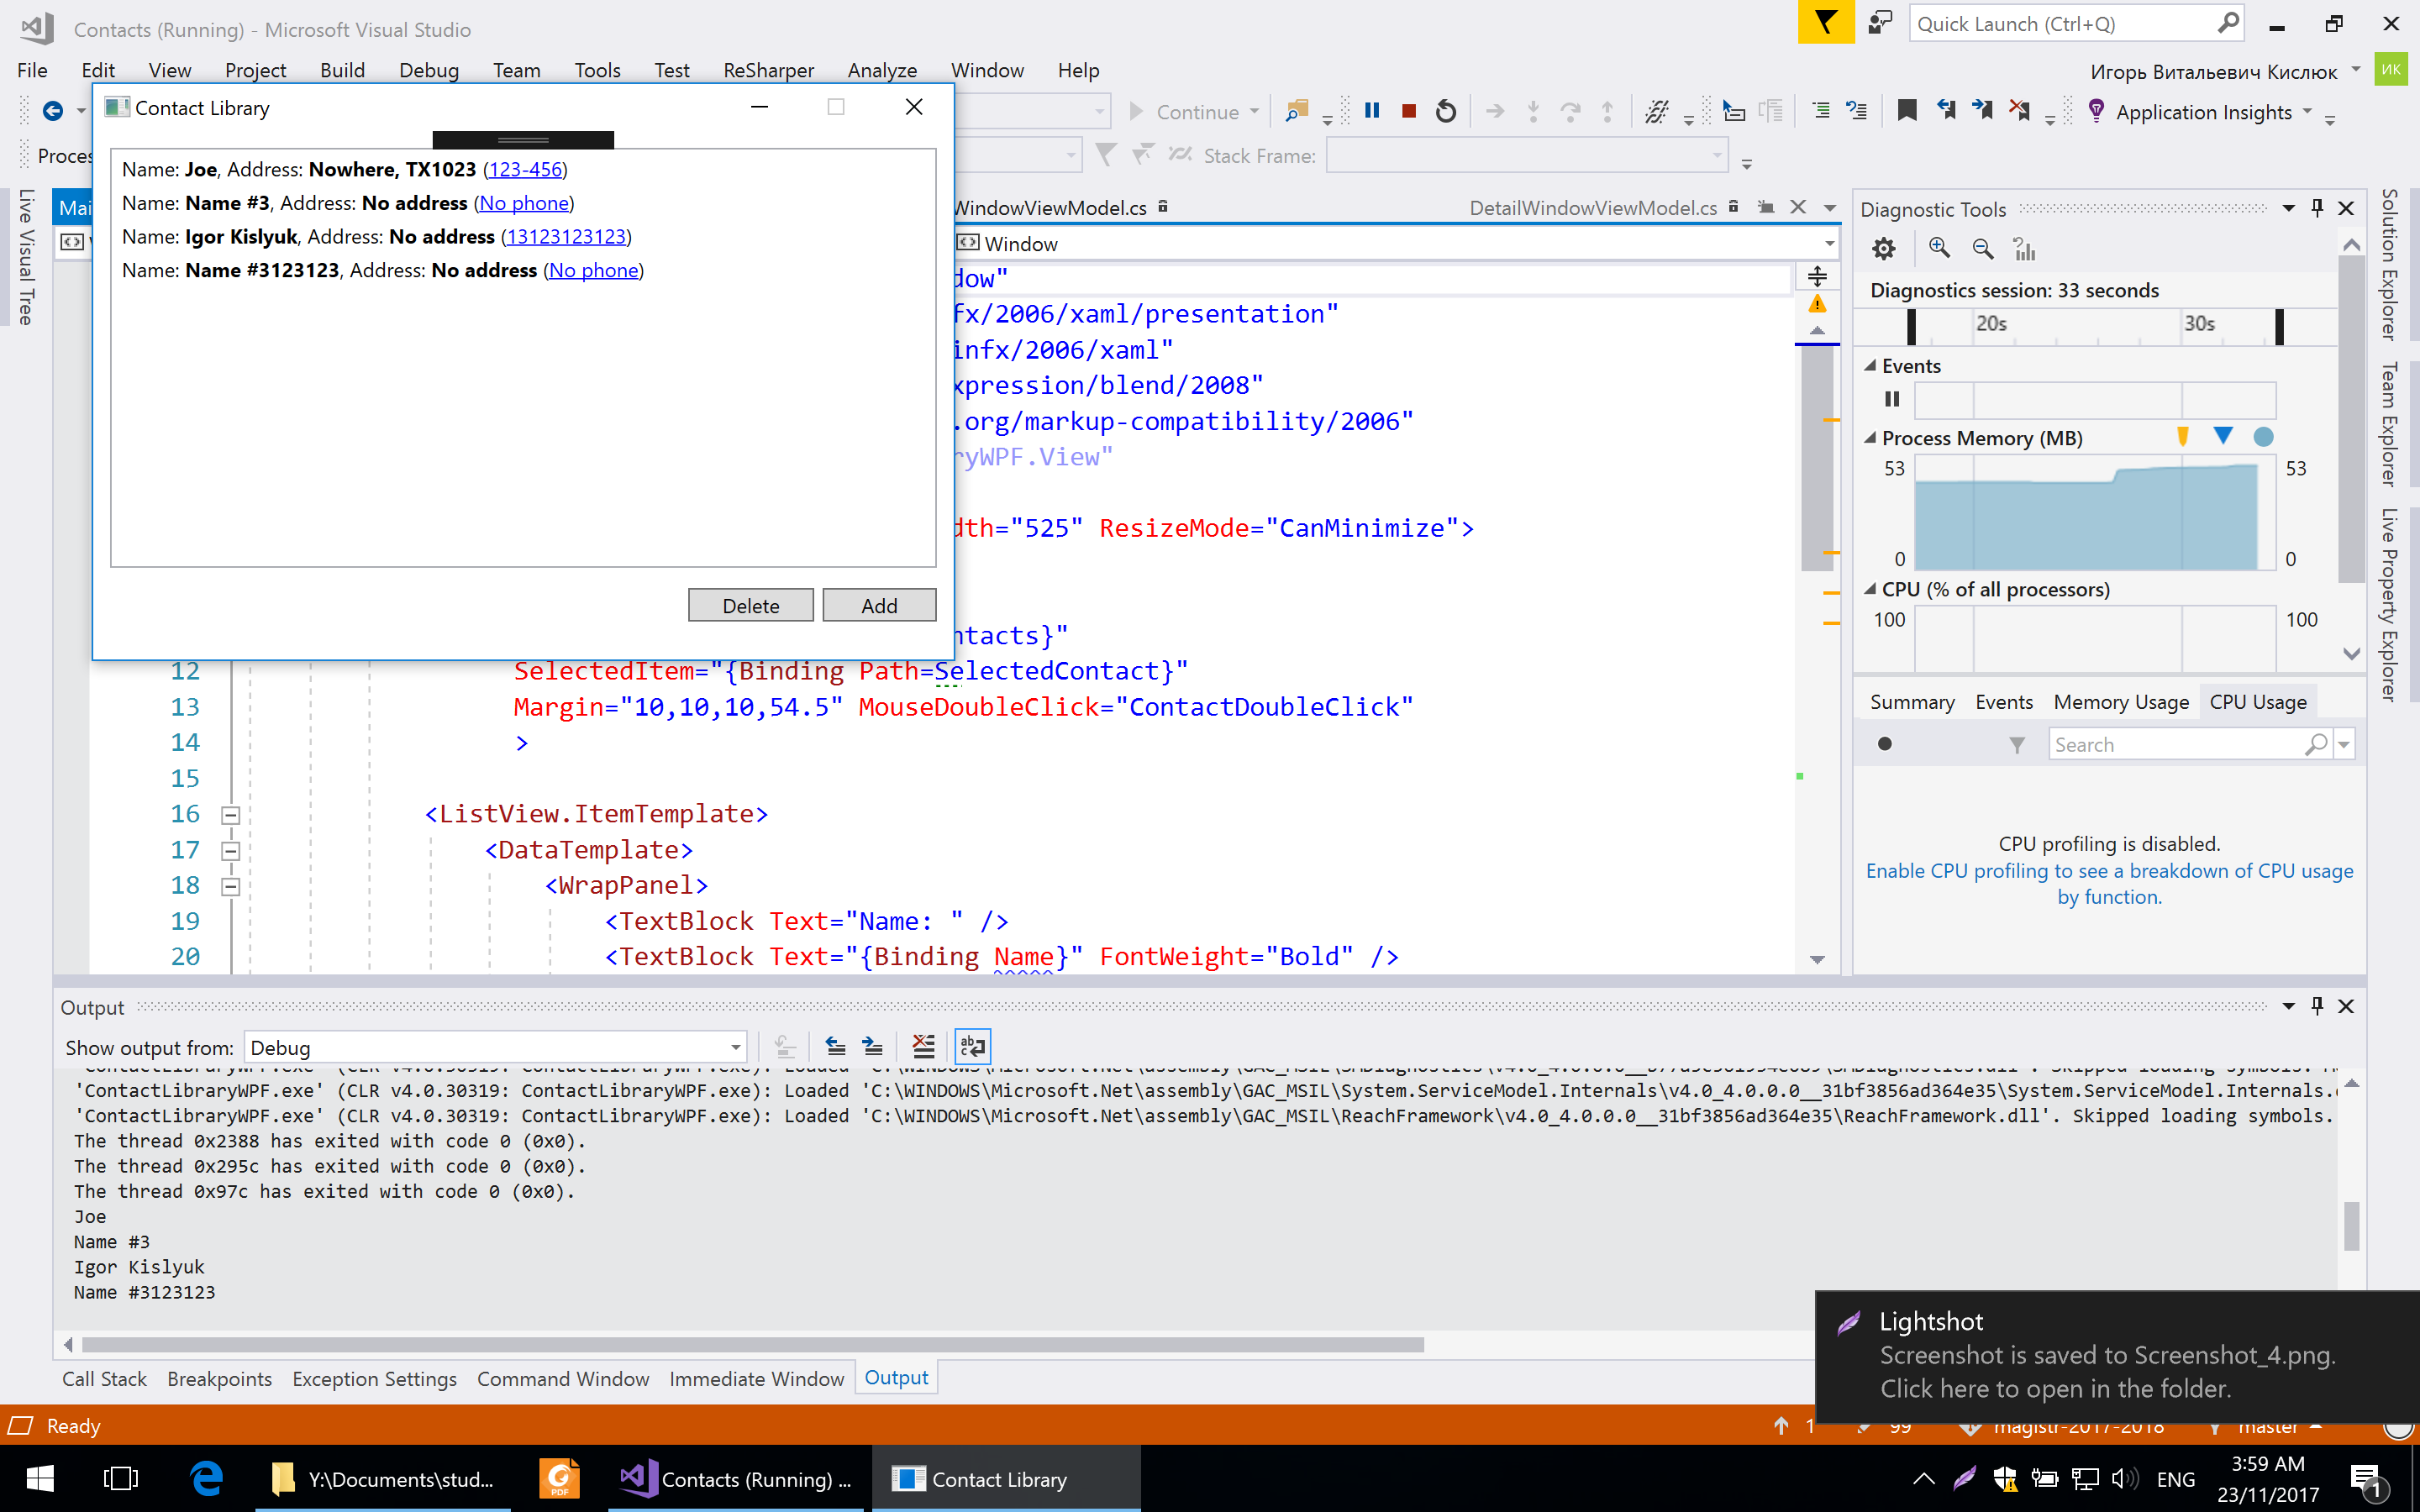 Contacts (Running) - Microsoft Visual Studio
Quick Launch (Ctrl+Q)
File Edit View Project Build Debug Team Tools Test ReSharper Analyze Window Help
Игорь Витальевич Кислюк
ИК
Continue
Application Insights
Stack Frame:
Contact Library
Name: Joe, Address: Nowhere, TX1023 (123-456)
Name: Name #3, Address: No address (No phone)
Name: Igor Kislyuk, Address: No address (13123123123)
Name: Name #3123123, Address: No address (No phone)
Delete
Add
Live Visual Tree
WindowViewModel.cs
DetailWindowViewModel.cs
Window
dow"
fx/2006/xaml/presentation"
infx/2006/xaml"
xpression/blend/2008"
.org/markup-compatibility/2006"
ryWPF.View"
dth="525" ResizeMode="CanMinimize">
ntacts}"
12 SelectedItem="{Binding Path=SelectedContact}"
13 Margin="10,10,10,54.5" MouseDoubleClick="ContactDoubleClick"
14 >
15
16 <ListView.ItemTemplate>
17 <DataTemplate>
18 <WrapPanel>
19 <TextBlock Text="Name: " />
20 <TextBlock Text="{Binding Name}" FontWeight="Bold" />
Diagnostic Tools
Diagnostics session: 33 seconds
20s 30s
Events
Process Memory (MB)
53 53
0 0
CPU (% of all processors)
100 100
Summary Events Memory Usage CPU Usage
Search
CPU profiling is disabled.
Enable CPU profiling to see a breakdown of CPU usage
by function.
Solution Explorer
Team Explorer
Live Property Explorer
Output
Show output from: Debug
'ContactLibraryWPF.exe' (CLR v4.0.30319: ContactLibraryWPF.exe): Loaded 'C:\WINDOWS\Microsoft.Net\assembly\GAC_MSIL\System.ServiceModel.Internals\v4.0_4.0.0.0__31bf3856ad364e35\System.ServiceModel.Internals.
'ContactLibraryWPF.exe' (CLR v4.0.30319: ContactLibraryWPF.exe): Loaded 'C:\WINDOWS\Microsoft.Net\assembly\GAC_MSIL\ReachFramework\v4.0_4.0.0.0__31bf3856ad364e35\ReachFramework.dll'. Skipped loading symbols.
The thread 0x2388 has exited with code 0 (0x0).
The thread 0x295c has exited with code 0 (0x0).
The thread 0x97c has exited with code 0 (0x0).
Joe
Name #3
Igor Kislyuk
Name #3123123
Call Stack Breakpoints Exception Settings Command Window Immediate Window Output
Lightshot
Screenshot is saved to Screenshot_4.png.
Click here to open in the folder.
Ready
1 99 magistr-2017-2018 master
Y:\Documents\stud...
PDF
Contacts (Running) ...
Contact Library
ENG
3:59 AM
23/11/2017
1